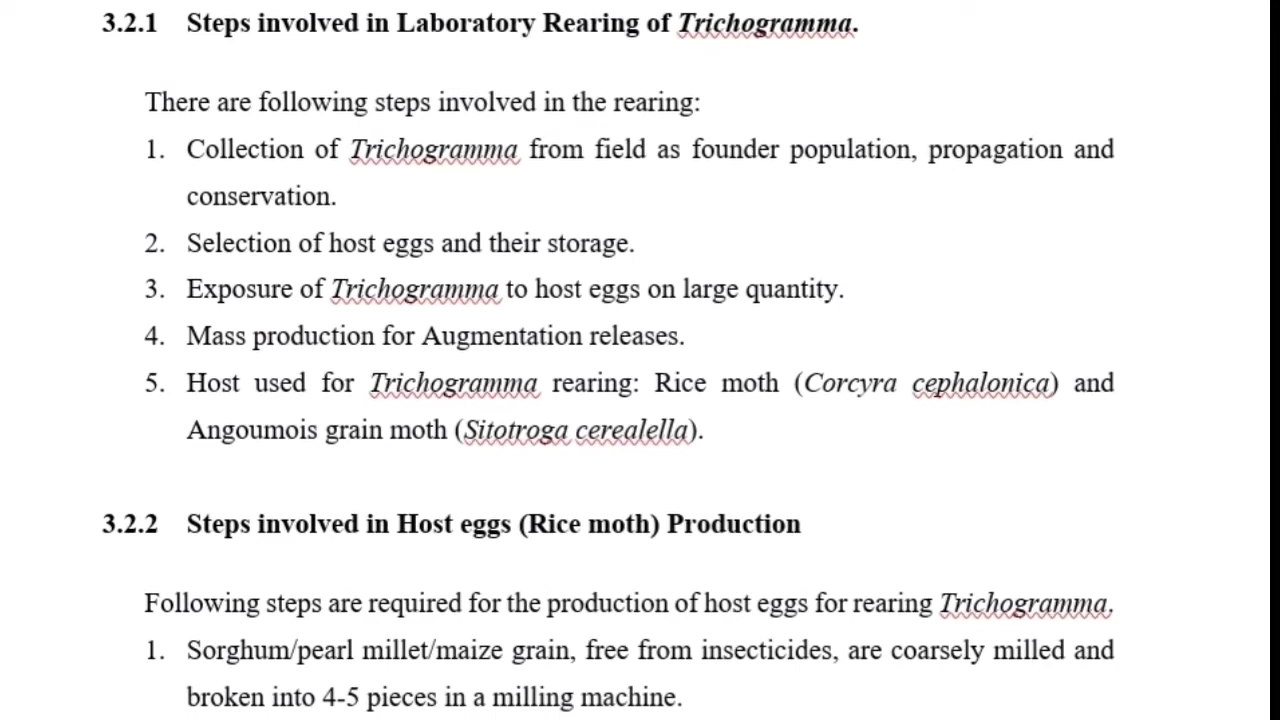 3.2.1 Steps involved in Laboratory Rearing of Trichogramma.
There are following steps involved in the rearing:
1. Collection of Trichogramma from field as founder population, propagation and
conservation.
2. Selection of host eggs and their storage.
3. Exposure of Trichogramma to host eggs on large quantity.
4. Mass production for Augmentation releases.
5. Host used for Trichogramma rearing: Rice moth (Corcyra cephalonica) and
Angoumois grain moth (Sitotroga cerealella).
3.2.2 Steps involved in Host eggs (Rice moth) Production
Following steps are required for the production of host eggs for rearing Trichogramma.
1. Sorghum/pearl millet/maize grain, free from insecticides, are coarsely milled and
broken into 4-5 pieces in a milling machine.